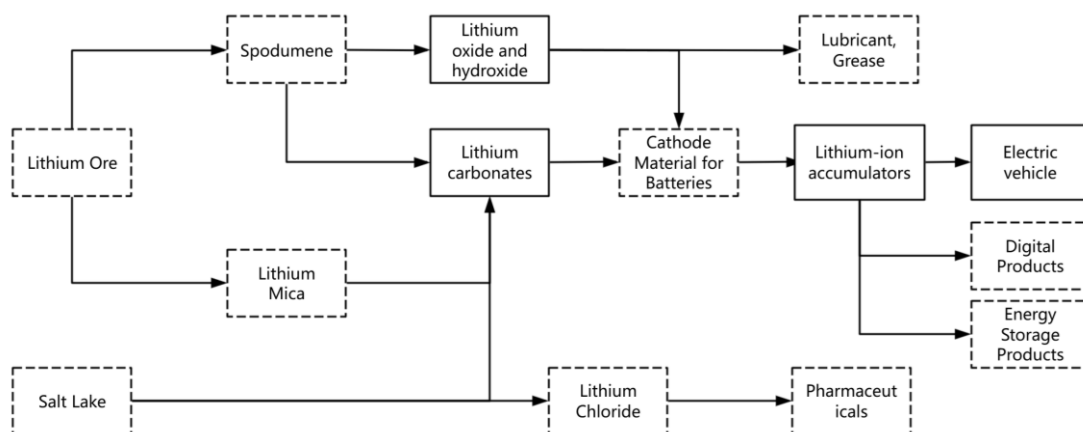 Spodumene
Lithium
oxide and
hydroxide
Lubricant,
Grease
Lithium Ore
Lithium
carbonates
Cathode
Material for
Batteries
Lithium-ion
accumulators
Electric
vehicle
Lithium
Mica
Digital
Products
Energy
Storage
Products
Salt Lake
Lithium
Chloride
Pharmaceut
icals